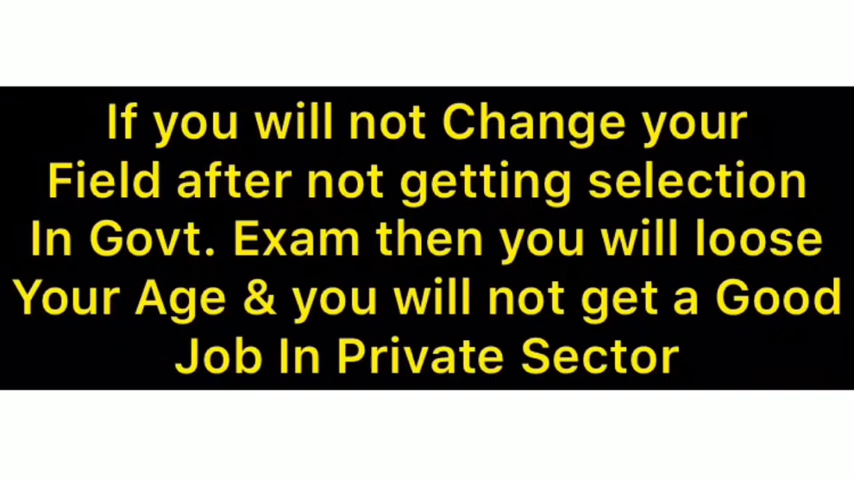 If you will not Change your
Field after not getting selection
In Govt. Exam then you will loose
Your Age & you will not get a Good
Job In Private Sector